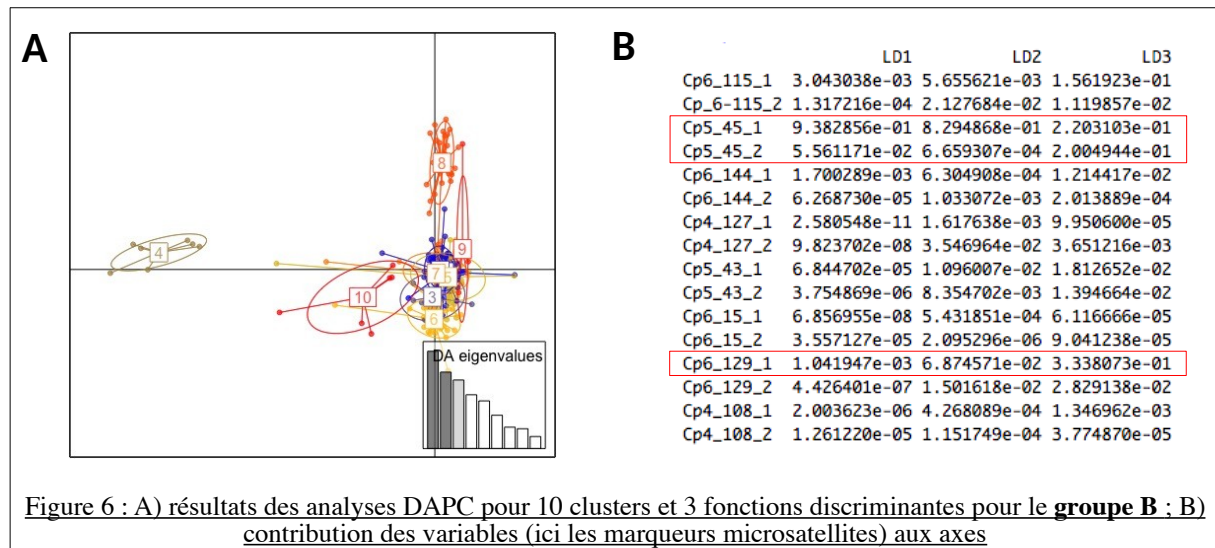 A
8
4
9
7
5
10
3
6
DA eigenvalues
B
LD1 LD2 LD3
Cp6_115_1 3.043038e-03 5.655621e-03 1.561923e-01
Cp_6-115_2 1.317216e-04 2.127684e-02 1.119857e-02
Cp5_45_1 9.382856e-01 8.294868e-01 2.203103e-01
Cp5_45_2 5.561171e-02 6.659307e-04 2.004944e-01
Cp6_144_1 1.700289e-03 6.304908e-04 1.214417e-02
Cp6_144_2 6.268730e-05 1.033072e-03 2.013889e-04
Cp4_127_1 2.580548e-11 1.617638e-03 9.950600e-05
Cp4_127_2 9.823702e-08 3.546964e-02 3.651216e-03
Cp5_43_1 6.844702e-05 1.096007e-02 1.812652e-02
Cp5_43_2 3.754869e-06 8.354702e-03 1.394664e-02
Cp6_15_1 6.856955e-08 5.431851e-04 6.116666e-05
Cp6_15_2 3.557127e-05 2.095296e-06 9.041238e-05
Cp6_129_1 1.041947e-03 6.874571e-02 3.338073e-01
Cp6_129_2 4.426401e-07 1.501618e-02 2.829138e-02
Cp4_108_1 2.003623e-06 4.268089e-04 1.346962e-03
Cp4_108_2 1.261220e-05 1.151749e-04 3.774870e-05
Figure 6 : A) résultats des analyses DAPC pour 10 clusters et 3 fonctions discriminantes pour le groupe B ; B)
contribution des variables (ici les marqueurs microsatellites) aux axes